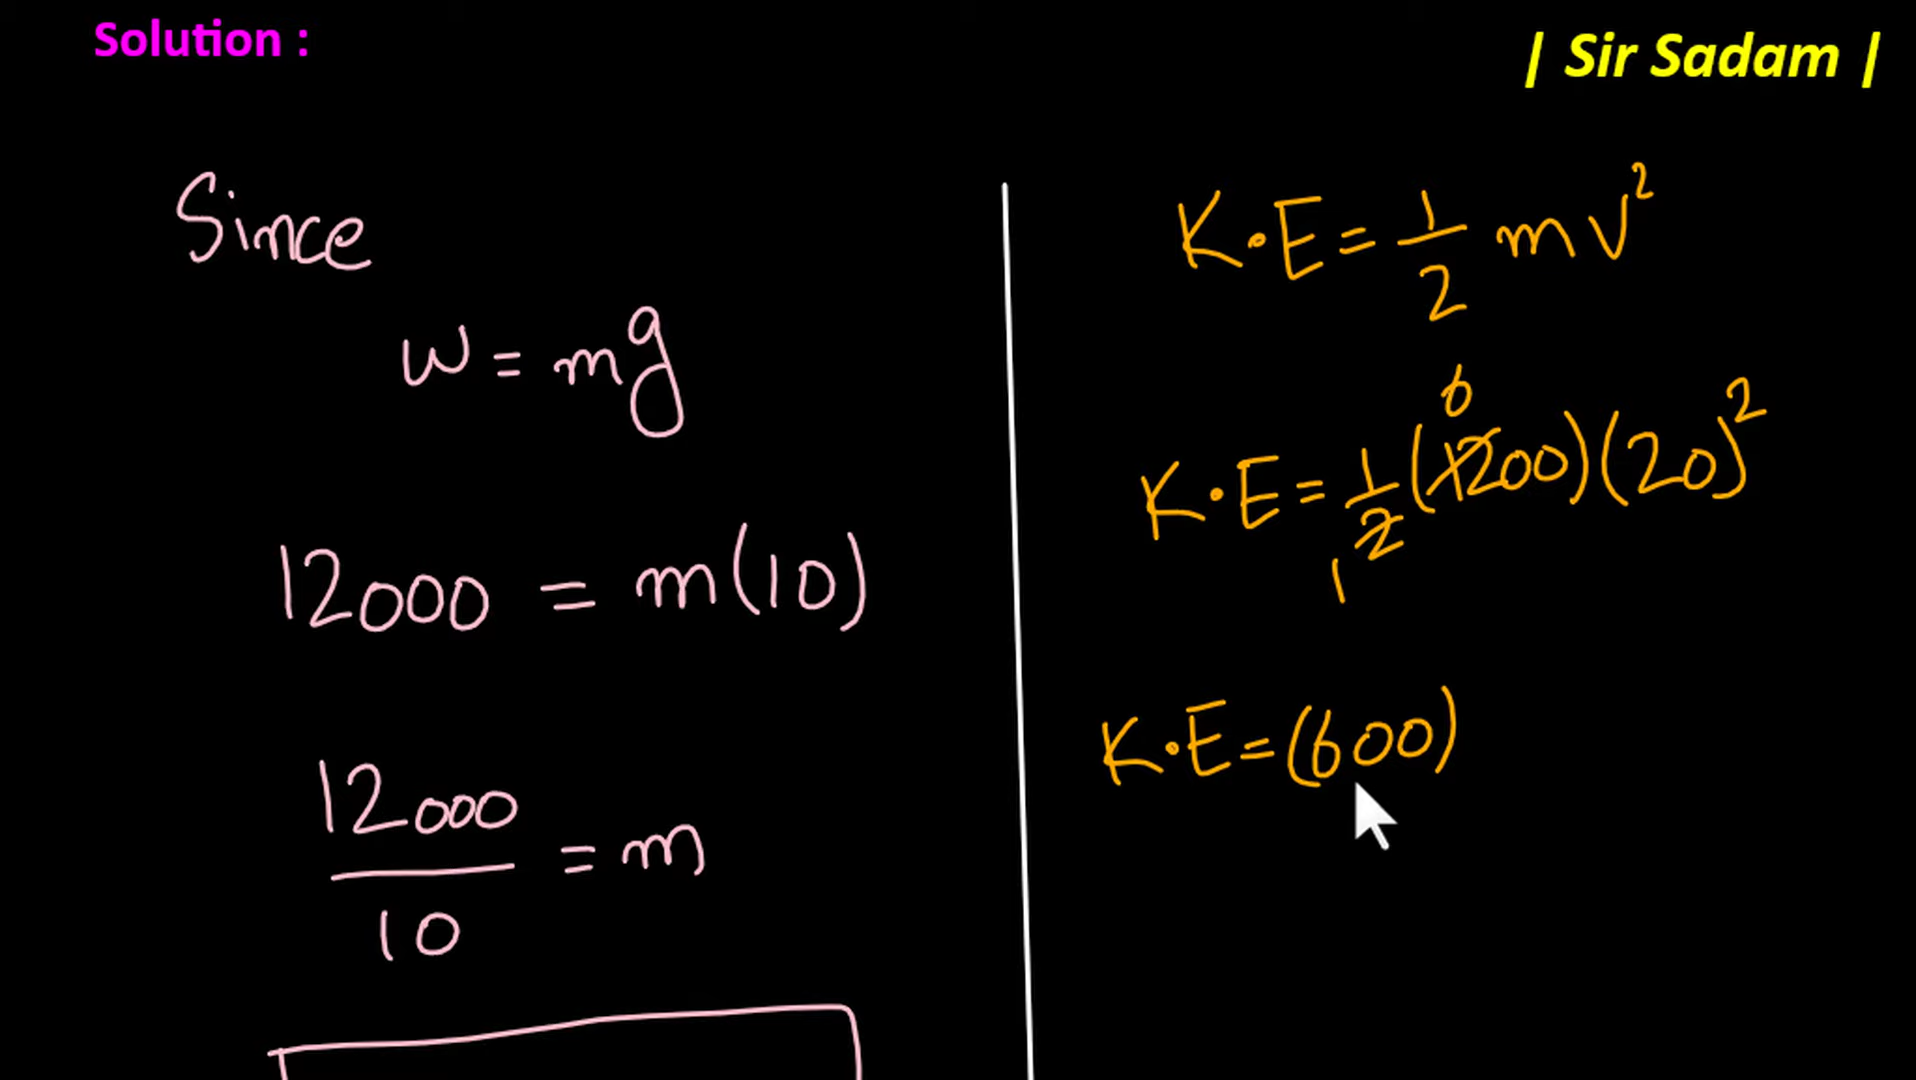 Solution :
| Sir Sadam |
Since
w = mg
12000 = m(10)
12000/10 = m
K.E = 1/2 mv²
6
K.E = 1/2 (1200)(20)²
1
K.E = (600)